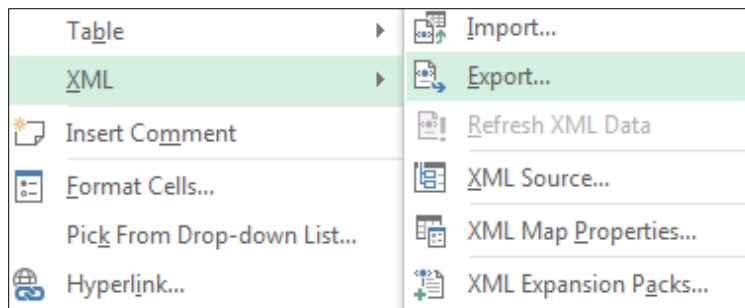 Table
XML
Insert Comment
Format Cells...
Pick From Drop-down List...
Hyperlink...
Import...
Export...
Refresh XML Data
XML Source...
XML Map Properties...
XML Expansion Packs...